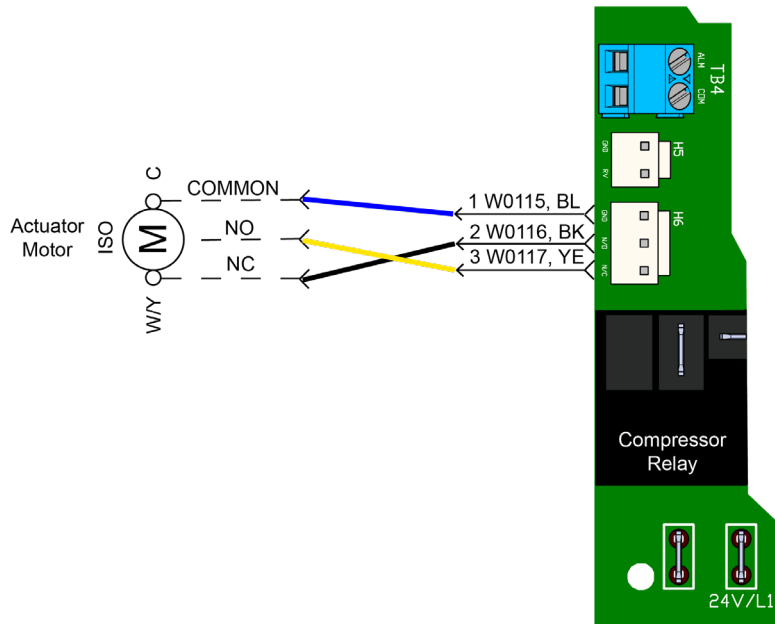 C
COMMON
Actuator
Motor
ISO
M
NO
NC
W/Y
1 W0115, BL
2 W0116, BK
3 W0117, YE
TB4
ALM
COM
H5
GND
RV
H6
GND
N/O
N/C
Compressor
Relay
24V/L1